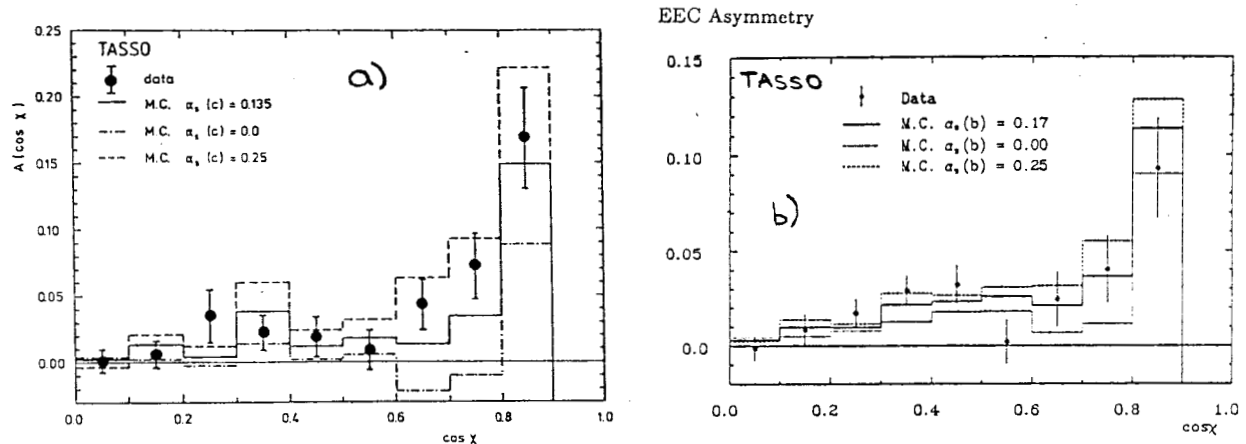 EEC Asymmetry
0.25
0.20
0.15
0.10
0.05
0.00
A (cos χ)
TASSO
a)
data
M.C. αs (c) = 0.135
M.C. αs (c) = 0.0
M.C. αs (c) = 0.25
0.0 0.2 0.4 0.6 0.8 1.0
cos χ
0.15
0.10
0.05
0.0
TASSO
b)
Data
M.C. αs(b) = 0.17
M.C. αs(b) = 0.00
M.C. αs(b) = 0.25
0.0 0.2 0.4 0.6 0.8 1.0
cosχ